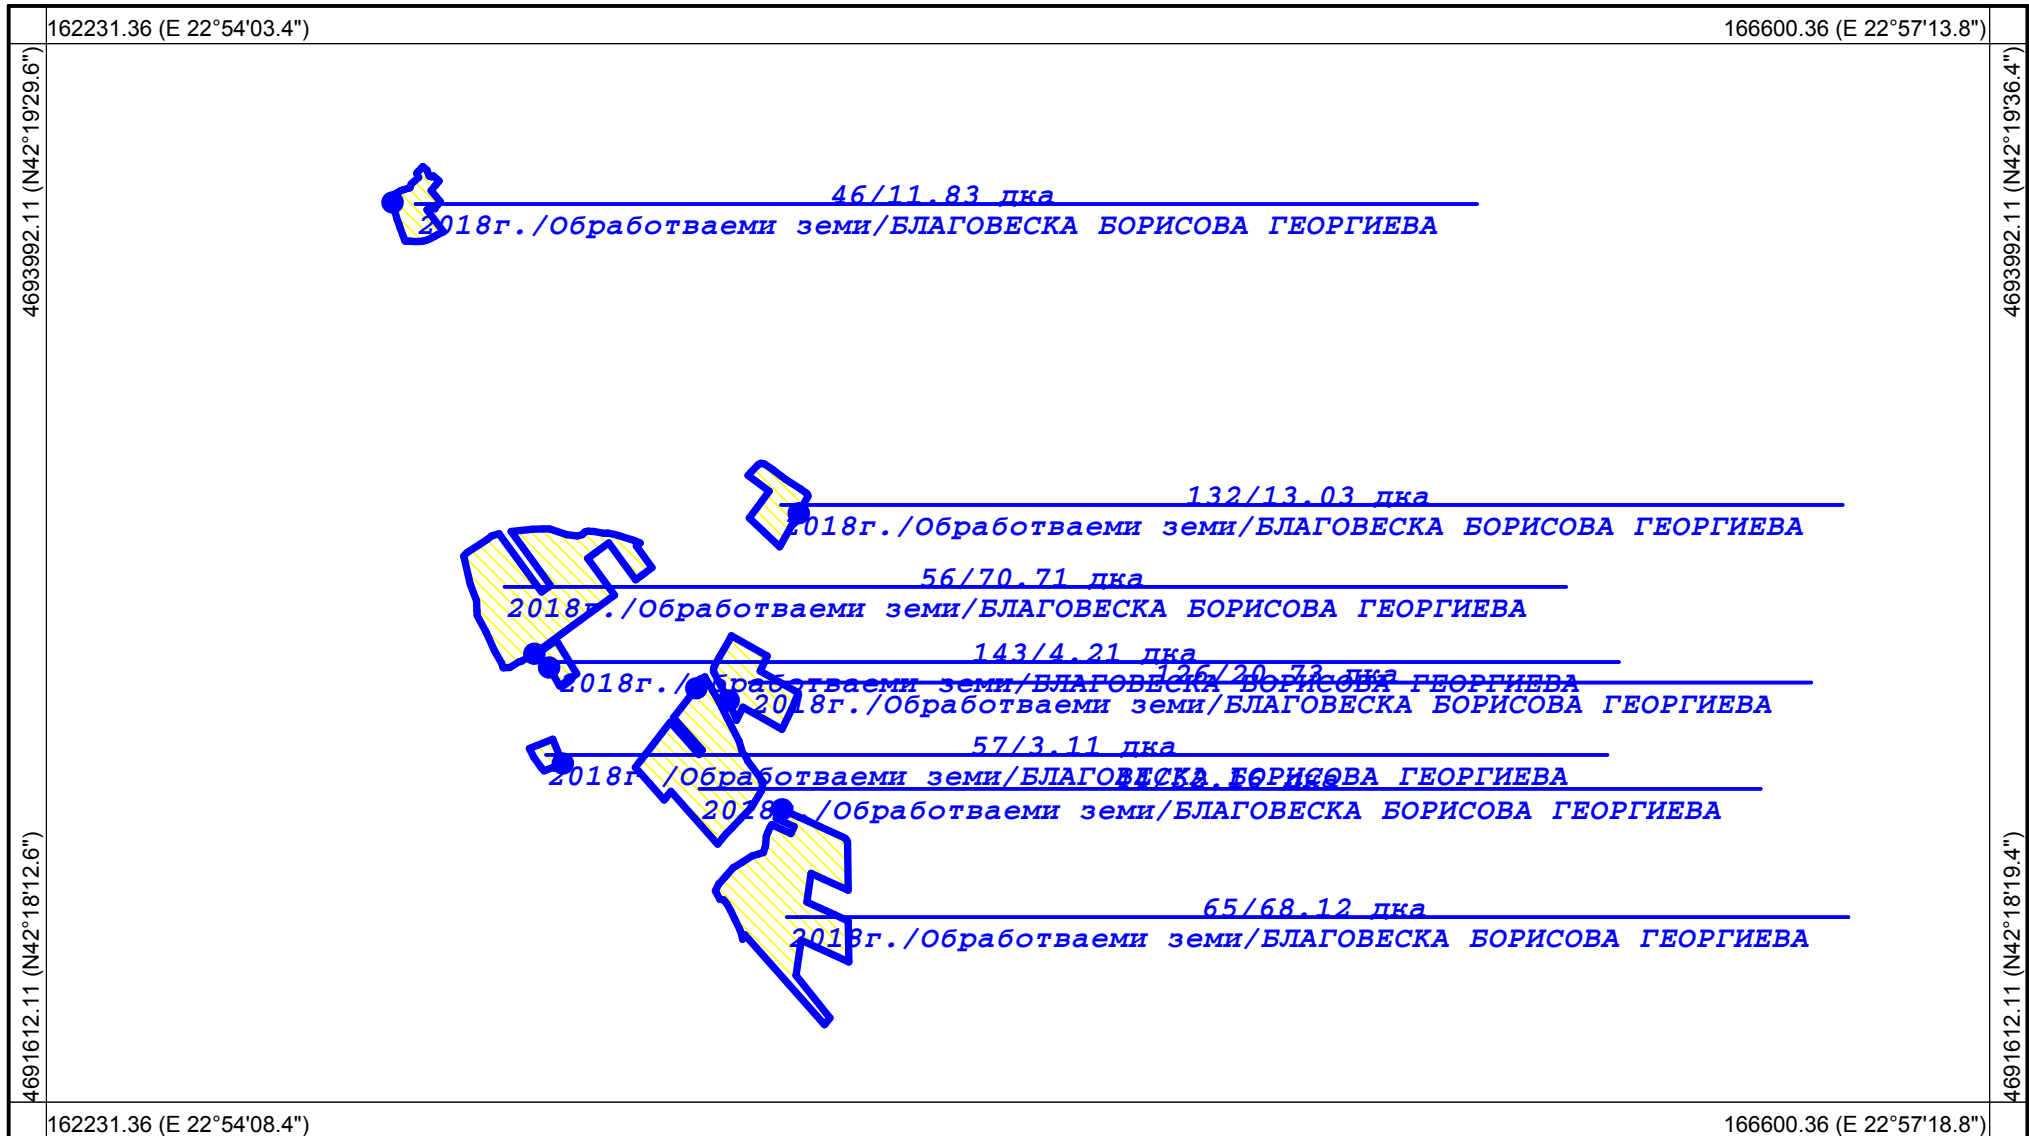 162231.36 (E 22°54'03.4")
166600.36 (E 22°57'13.8")
4693992.11 (N42°19'29.6")
4693992.11 (N42°19'36.4")
46/11.83 дка
2018г./Обработваеми земи/БЛАГОВЕСКА БОРИСОВА ГЕОРГИЕВА
132/13.03 дка
2018г./Обработваеми земи/БЛАГОВЕСКА БОРИСОВА ГЕОРГИЕВА
56/70.71 дка
2018г./Обработваеми земи/БЛАГОВЕСКА БОРИСОВА ГЕОРГИЕВА
143/4.21 дка
2018г./Обработваеми земи/БЛАГОВЕСКА БОРИСОВА ГЕОРГИЕВА
126/20.73 дка
2018г./Обработваеми земи/БЛАГОВЕСКА БОРИСОВА ГЕОРГИЕВА
57/3.11 дка
2018г./Обработваеми земи/БЛАГОВЕСКА БОРИСОВА ГЕОРГИЕВА
дка
2018г./Обработваеми земи/БЛАГОВЕСКА БОРИСОВА ГЕОРГИЕВА
65/68.12 дка
2018г./Обработваеми земи/БЛАГОВЕСКА БОРИСОВА ГЕОРГИЕВА
4691612.11 (N42°18'12.6")
4691612.11 (N42°18'19.4")
162231.36 (E 22°54'08.4")
166600.36 (E 22°57'18.8")